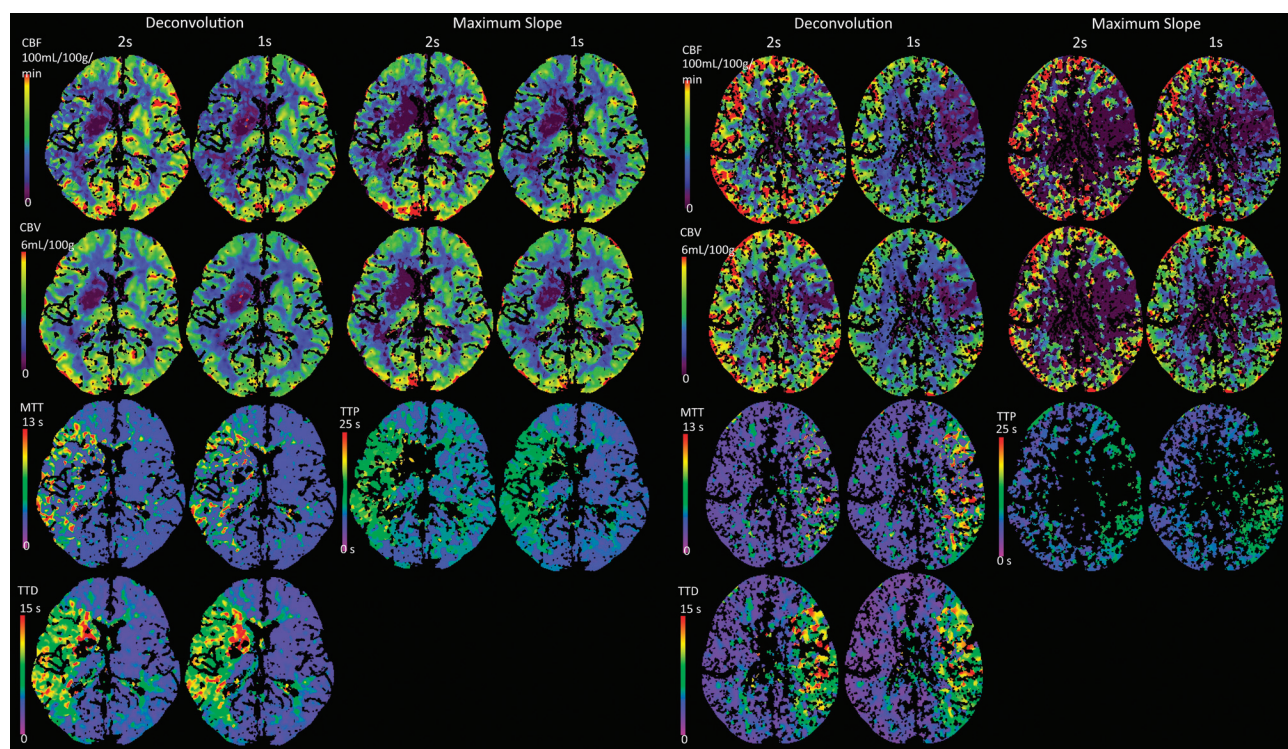 Deconvolution
Maximum Slope
2s
1s
2s
1s
CBF
100mL/100g/
min
0
CBV
6mL/100g
0
MTT
13 s
0
TTP
25 s
0 s
TTD
15 s
0
Deconvolution
Maximum Slope
2s
1s
2s
1s
CBF
100mL/100g/
min
0
CBV
6mL/100g
0
MTT
13 s
0
TTP
25 s
0 s
TTD
15 s
0